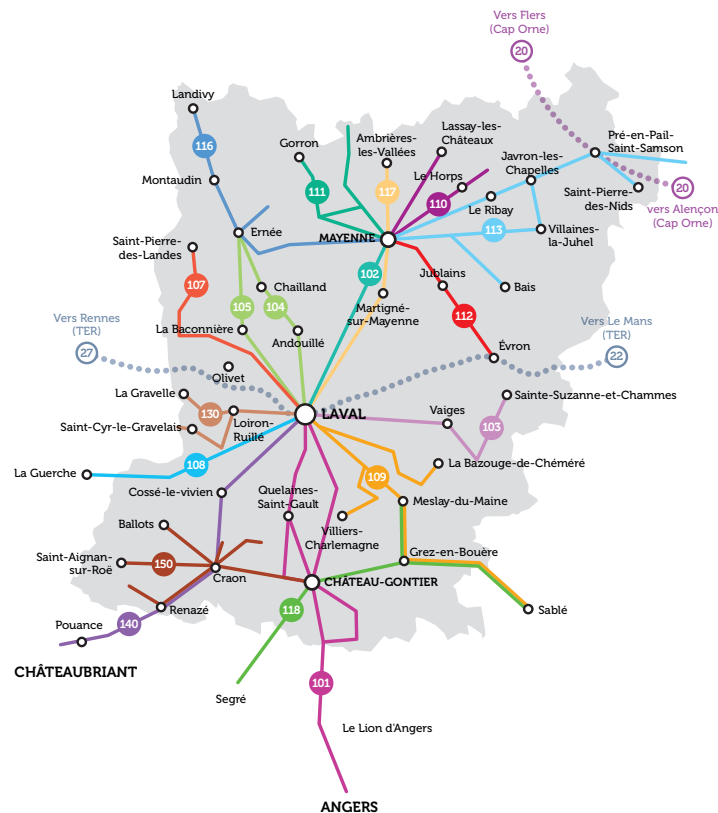 Vers Flers
(Cap Orne)
20
Landivy
116
Gorron
Ambrières-
les-Vallées
Lassay-les-
Châteaux
Pré-en-Pail-
Saint-Samson
Javron-les-
Chapelles
Montaudin
111
117
Le Horps
110
Saint-Pierre
des-Nids
20
vers Alençon
(Cap Orne)
Le Ribay
Ernée
MAYENNE
113
Villaines-
la-Juhel
Saint-Pierre-
des-Landes
102
Jublains
107
Chailland
Bais
105
104
Martigné-
sur-Mayenne
112
Vers Rennes
(TER)
27
La Baconnière
Andouillé
Évron
Vers Le Mans
(TER)
22
Olivet
La Gravelle
130
Loiron-
Ruillé
LAVAL
Sainte-Suzanne-et-Chammes
Vaiges
103
Saint-Cyr-le-Gravelais
La Guerche
108
109
La Bazouge-de-Chéméré
Cossé-le-vivien
Quelaines-
Saint-Gault
Meslay-du-Maine
Ballots
Villiers-
Charlemagne
Saint-Aignan-
sur-Roë
150
Craon
Grez-en-Bouère
CHÂTEAU-GONTIER
Renazé
118
Sablé
Pouance
140
CHÂTEAUBRIANT
101
Segré
Le Lion d'Angers
ANGERS